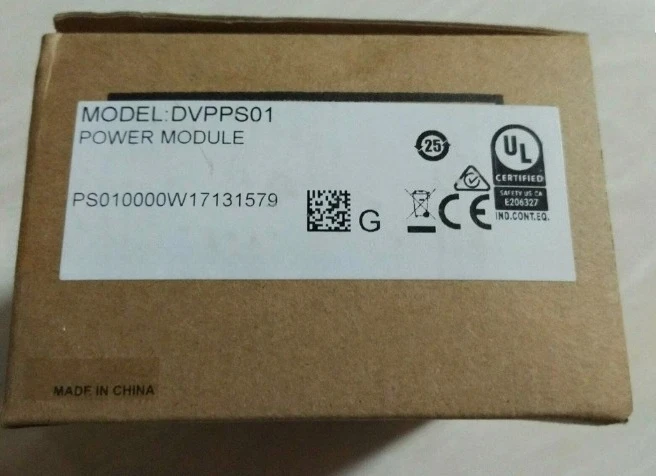 MODEL:DVPPS01
POWER MODULE
25
UL
CERTIFIED
SAFETY US CA
E206327
IND.CONT.EQ.
PS010000W17131579
G
CE
MADE IN CHINA